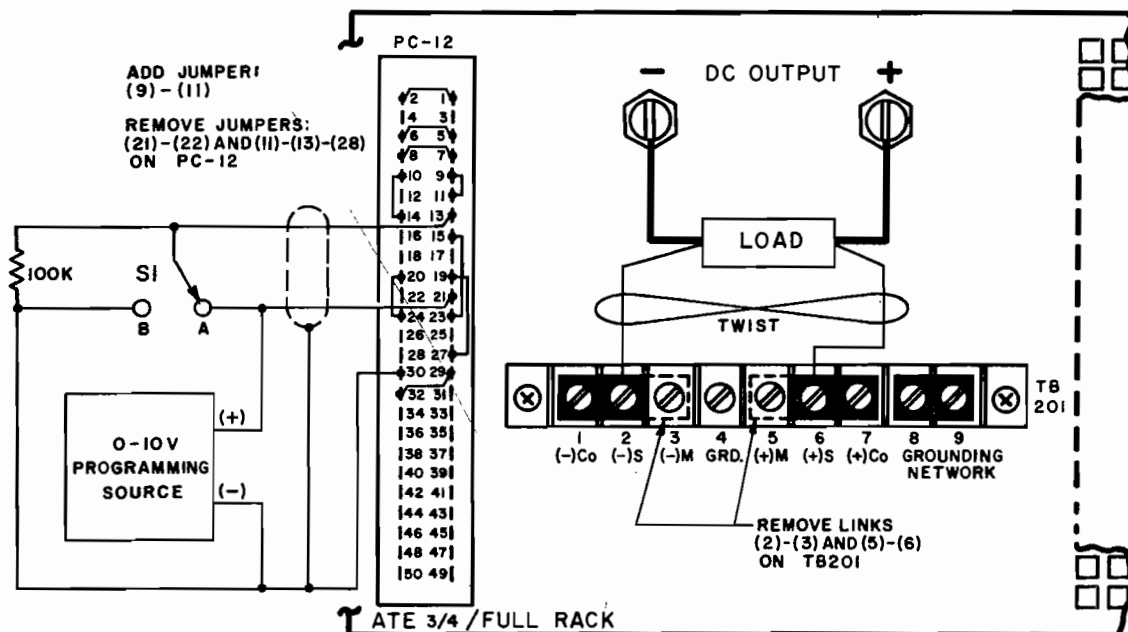 PC-12
ADD JUMPER:
(9)-(11)
REMOVE JUMPERS:
(21)-(22) AND (11)-(13)-(28)
ON PC-12
2 1
4 3
6 5
8 7
10 9
12 11
14 13
16 15
18 17
20 19
22 21
24 23
26 25
28 27
30 29
32 31
34 33
36 35
38 37
40 39
42 41
44 43
46 45
48 47
50 49
100K
S1
B A
0-10V
PROGRAMMING
SOURCE
(+)
(-)
- DC OUTPUT +
LOAD
TWIST
TB
201
1 2 3 4 5 6 7 8 9
(-)Co (-)S (-)M GRD. (+)M (+)S (+)Co GROUNDING
NETWORK
REMOVE LINKS
(2)-(3) AND (5)-(6)
ON TB201
ATE 3/4 / FULL RACK